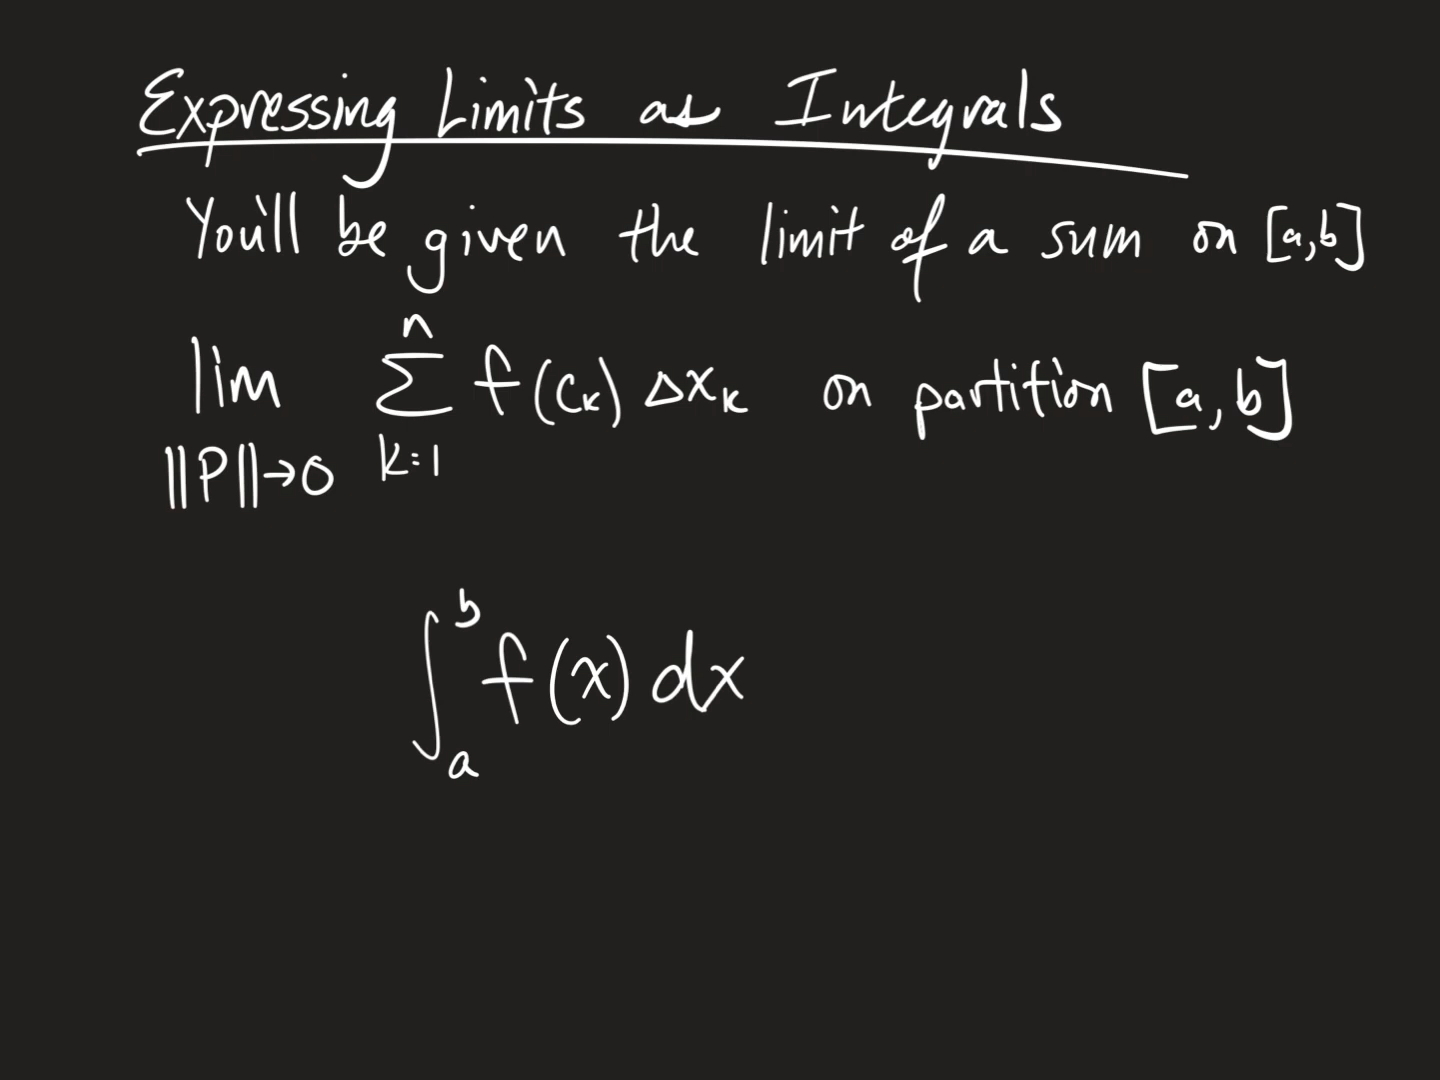 Expressing Limits as Integrals
You'll be given the limit of a sum on [a,b]
lim ‖P‖→0 n Σ k=1 f(cₖ) Δxₖ on partition [a,b]
∫ₐᵇ f(x) dx